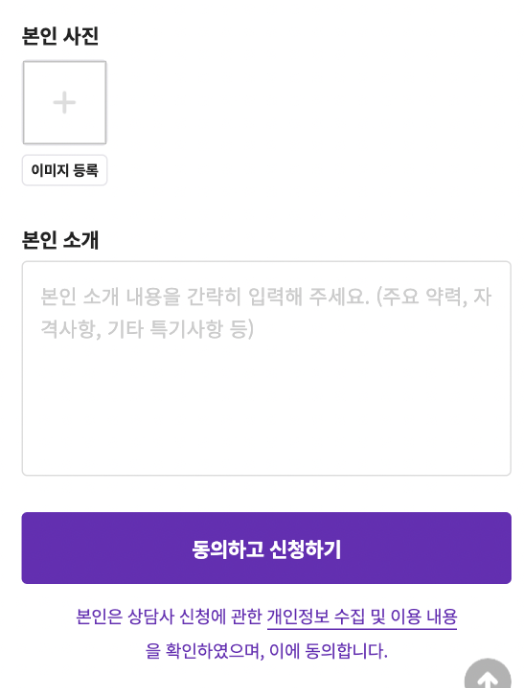 본인 사진
이미지 등록
본인 소개
본인 소개 내용을 간략히 입력해 주세요. (주요 약력, 자
격사항, 기타 특기사항 등)
동의하고 신청하기
본인은 상담사 신청에 관한 개인정보 수집 및 이용 내용
을 확인하였으며, 이에 동의합니다.